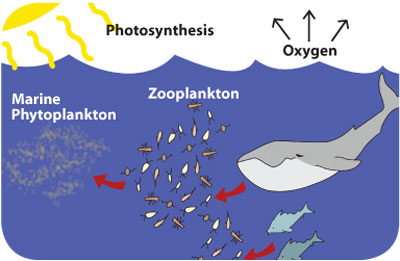 Photosynthesis
Oxygen
Marine
Phytoplankton
Zooplankton